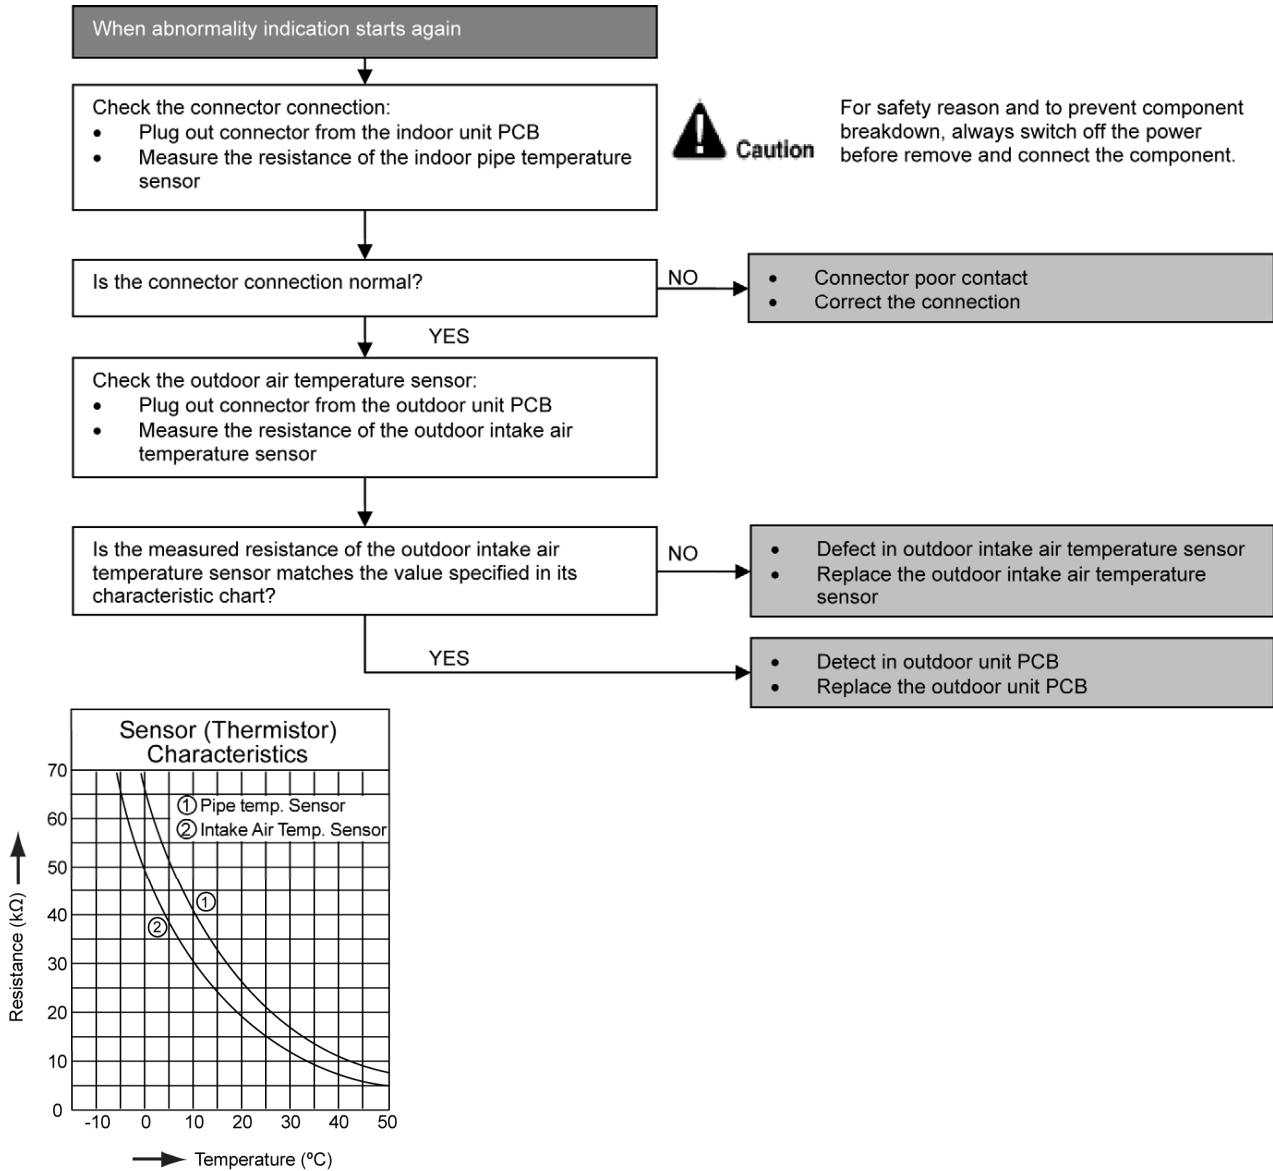 When abnormality indication starts again
Check the connector connection:
• Plug out connector from the indoor unit PCB
• Measure the resistance of the indoor pipe temperature
sensor
Caution
For safety reason and to prevent component
breakdown, always switch off the power
before remove and connect the component.
Is the connector connection normal?
NO
• Connector poor contact
• Correct the connection
YES
Check the outdoor air temperature sensor:
• Plug out connector from the outdoor unit PCB
• Measure the resistance of the outdoor intake air
temperature sensor
Is the measured resistance of the outdoor intake air
temperature sensor matches the value specified in its
characteristic chart?
NO
• Defect in outdoor intake air temperature sensor
• Replace the outdoor intake air temperature
sensor
YES
• Detect in outdoor unit PCB
• Replace the outdoor unit PCB
Sensor (Thermistor)
Characteristics
① Pipe temp. Sensor
② Intake Air Temp. Sensor
70
60
50
40
30
20
10
0
①
②
Resistance (kΩ)
-10 0 10 20 30 40 50
Temperature (ºC)